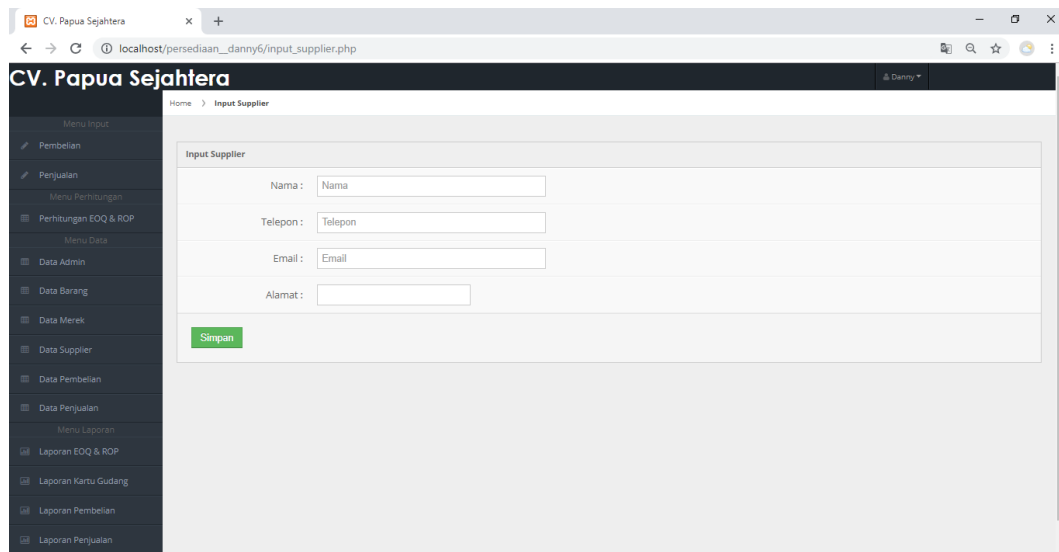 CV. Papua Sejahtera
localhost/persediaan__danny6/input_supplier.php
CV. Papua Sejahtera
Danny
Home > Input Supplier
Menu Input
Pembelian
Penjualan
Menu Perhitungan
Perhitungan EOQ & ROP
Menu Data
Data Admin
Data Barang
Data Merek
Data Supplier
Data Pembelian
Data Penjualan
Menu Laporan
Laporan EOQ & ROP
Laporan Kartu Gudang
Laporan Pembelian
Laporan Penjualan
Input Supplier
Nama : Nama
Telepon : Telepon
Email : Email
Alamat :
Simpan